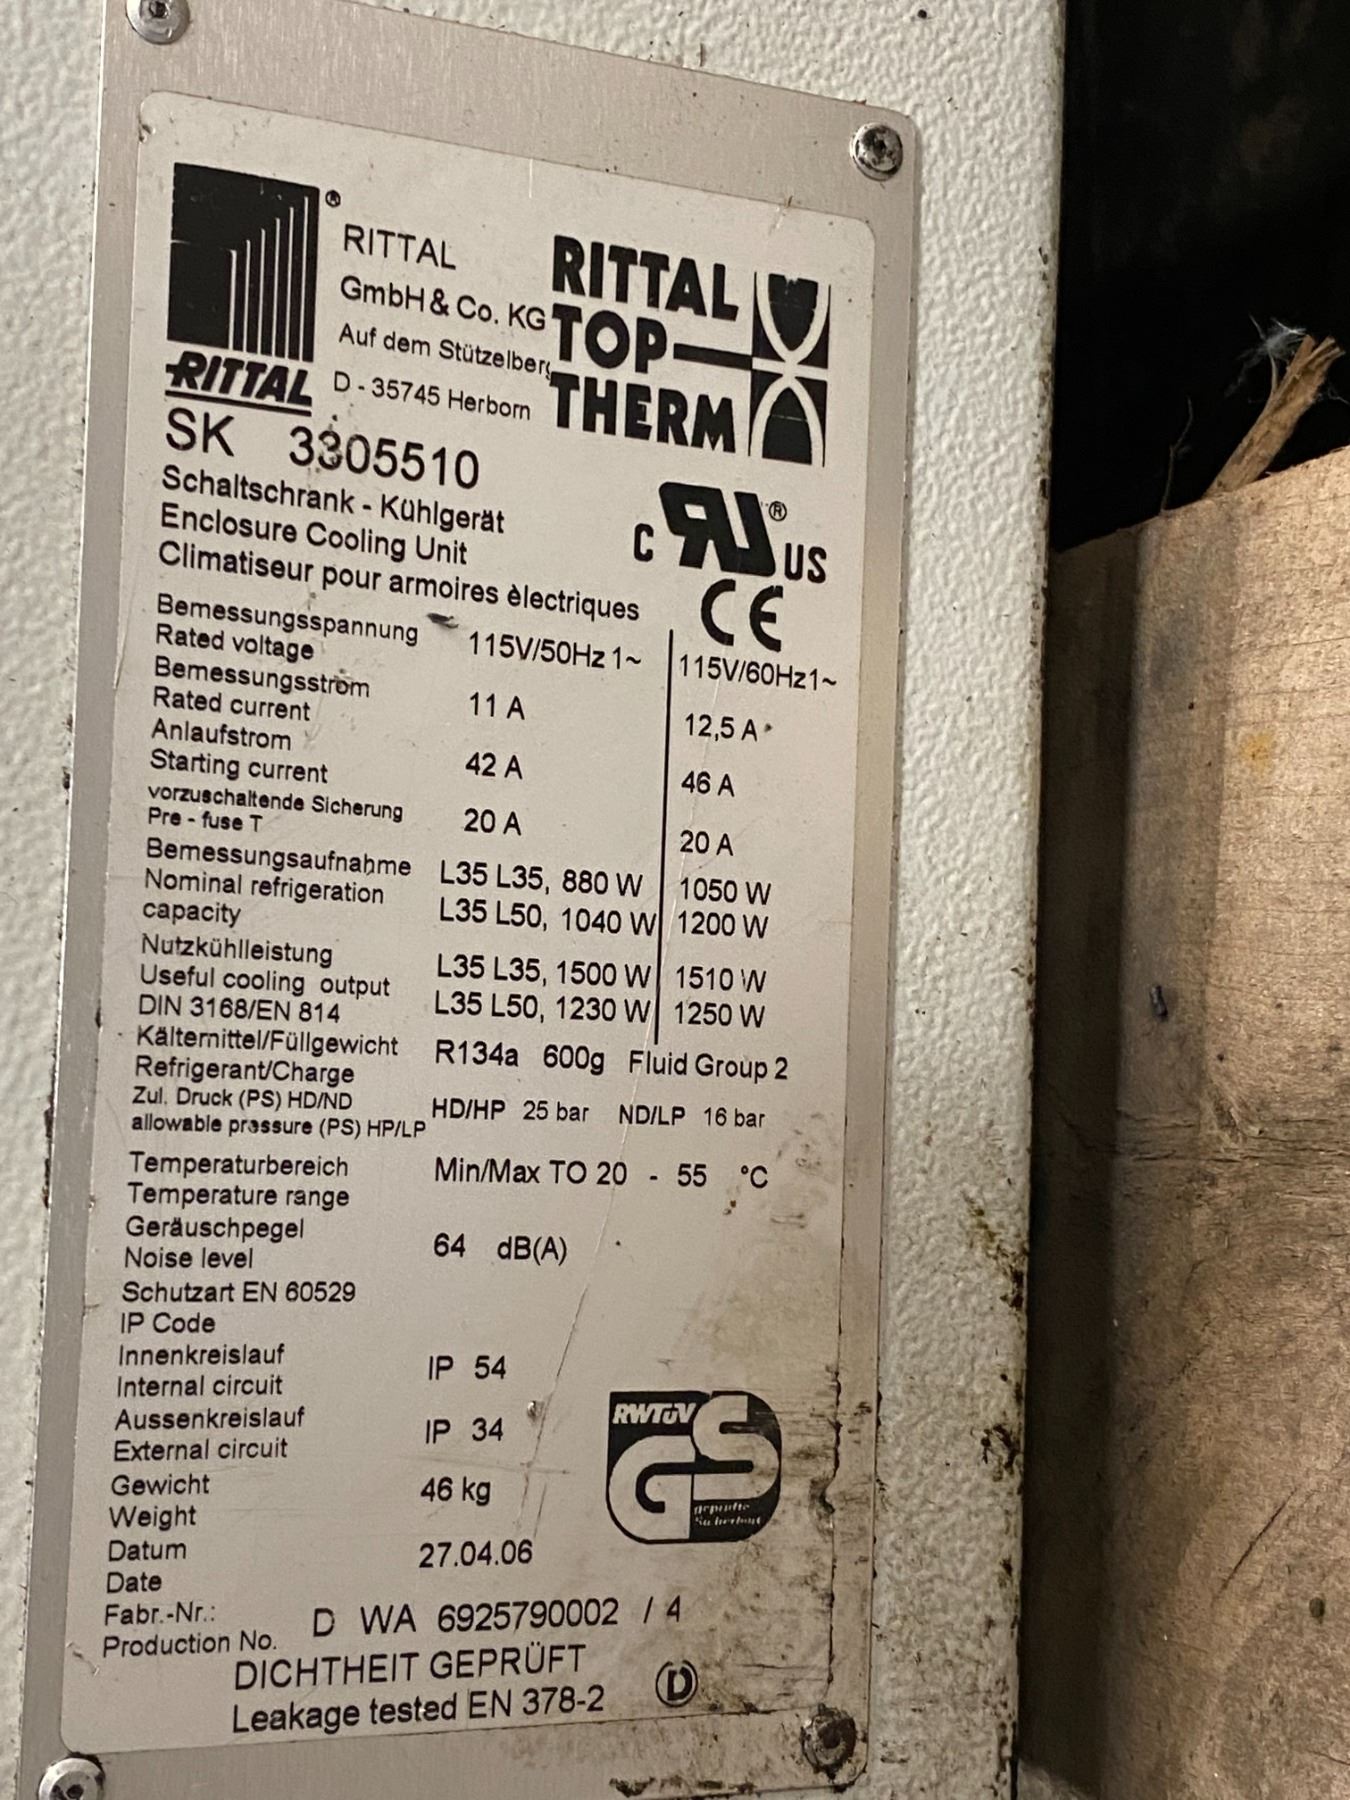 RITTAL
RITTAL
GmbH & Co. KG
Auf dem Stützelberg
D - 35745 Herborn
RITTAL
TOP
THERM
SK 3305510
Schaltschrank - Kühlgerät
Enclosure Cooling Unit
Climatiseur pour armoires èlectriques
c RU ® US
CE
Bemessungsspannung
Rated voltage 115V/50Hz 1~ 115V/60Hz1~
Bemessungsstrom
Rated current 11 A 12,5 A
Anlaufstrom
Starting current 42 A 46 A
vorzuschaltende Sicherung
Pre - fuse T 20 A 20 A
Bemessungsaufnahme L35 L35, 880 W 1050 W
Nominal refrigeration L35 L50, 1040 W 1200 W
capacity
Nutzkühlleistung L35 L35, 1500 W 1510 W
Useful cooling output L35 L50, 1230 W 1250 W
DIN 3168/EN 814
Kälternittel/Füllgewicht R134a 600g Fluid Group 2
Refrigerant/Charge
Zul. Druck (PS) HD/ND HD/HP 25 bar ND/LP 16 bar
allowable pressure (PS) HP/LP
Temperaturbereich Min/Max TO 20 - 55 °C
Temperature range
Geräuschpegel
Noise level 64 dB(A)
Schutzart EN 60529
IP Code
Innenkreislauf
Internal circuit IP 54
Aussenkreislauf
External circuit IP 34
Gewicht
Weight 46 kg
Datum
Date 27.04.06
Fabr.-Nr.:
Production No. D WA 6925790002 / 4
DICHTHEIT GEPRÜFT
Leakage tested EN 378-2
D
RWTÜV
GS
geprüfte
Sicherheit